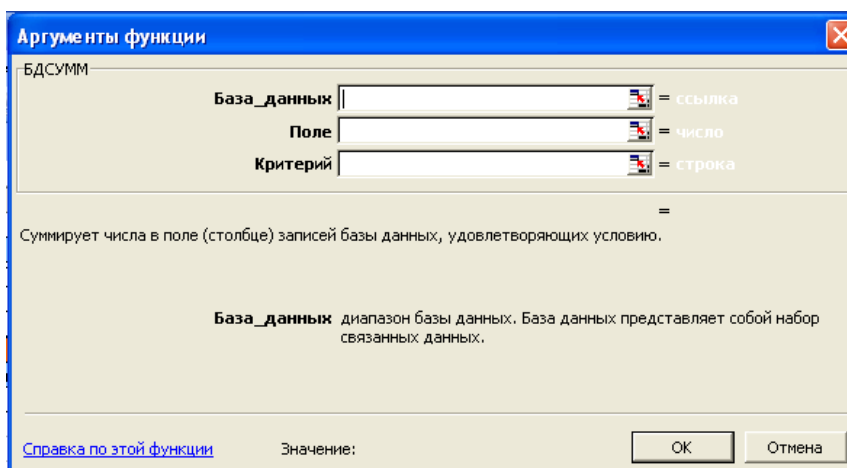 Аргументы функции
БДСУММ
База_данных = ссылка
Поле = число
Критерий = строка
=
Суммирует числа в поле (столбце) записей базы данных, удовлетворяющих условию.
База_данных диапазон базы данных. База данных представляет собой набор
связанных данных.
Справка по этой функции Значение: ОК Отмена